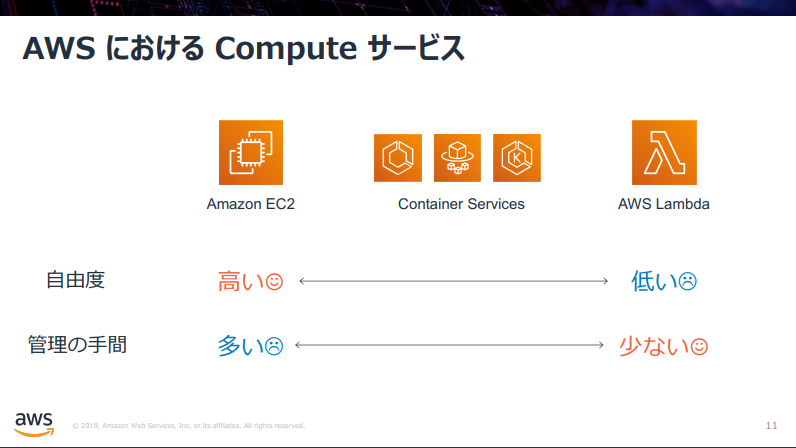 AWS における Compute サービス
K
Amazon EC2
Container Services
AWS Lambda
自由度
高い☺
低い☹
管理の手間
多い☹
少ない☺
aws
© 2019, Amazon Web Services, Inc. or its affiliates. All rights reserved.
11